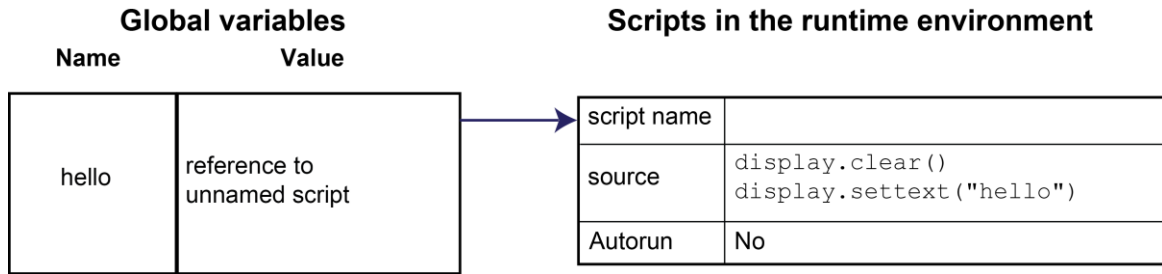 Global variables
Scripts in the runtime environment
Name Value
hello
reference to
unnamed script
script name
source
display.clear()
display.settext("hello")
Autorun No